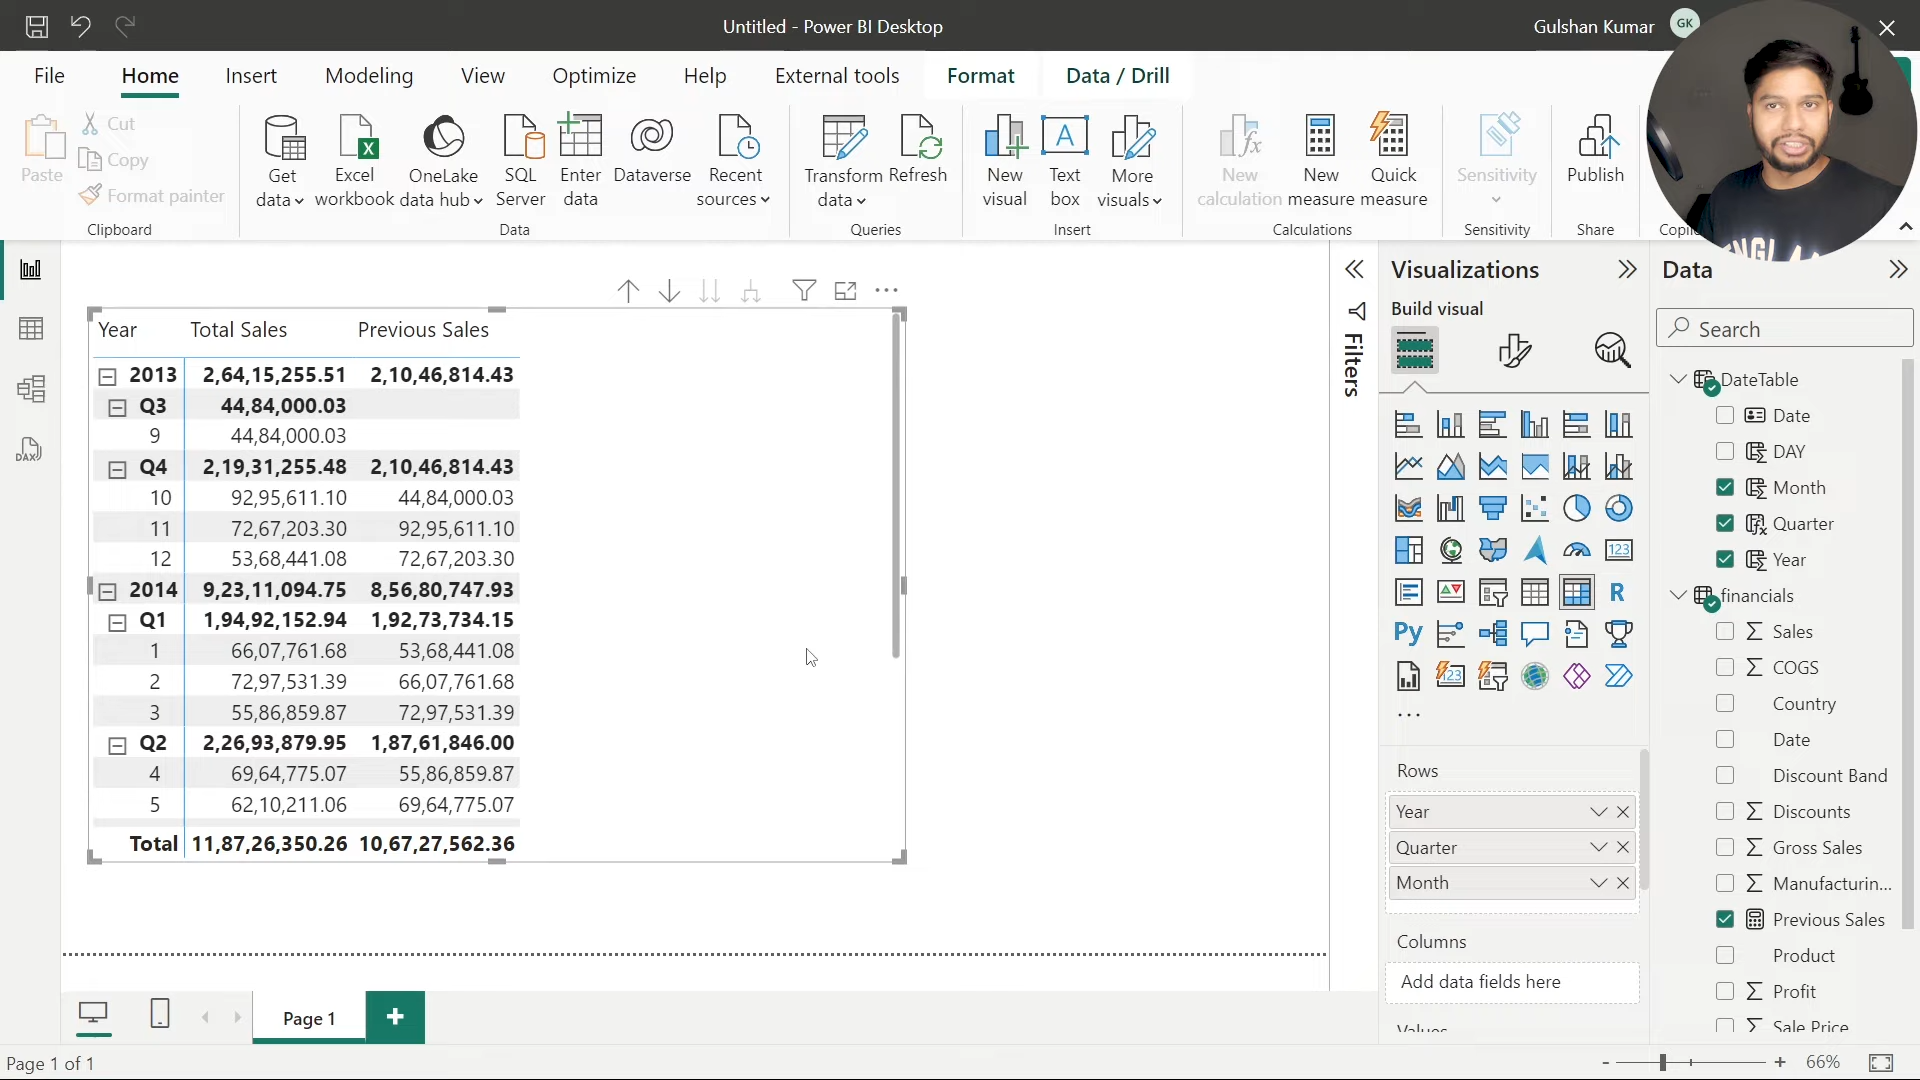 Untitled - Power BI Desktop
Gulshan Kumar
GK
File
Home
Insert
Modeling
View
Optimize
Help
External tools
Format
Data / Drill
Paste
Cut
Copy
Format painter
Clipboard
Get data
Excel workbook
OneLake data hub
SQL Server
Enter data
Dataverse
Recent sources
Data
Transform data
Refresh
Queries
New visual
Text box
More visuals
Insert
New calculation
New measure
Quick measure
Calculations
Sensitivity
Sensitivity
Publish
Share
DAX
Year Total Sales Previous Sales
2013 2,64,15,255.51 2,10,46,814.43
Q3 44,84,000.03
9 44,84,000.03
Q4 2,19,31,255.48 2,10,46,814.43
10 92,95,611.10 44,84,000.03
11 72,67,203.30 92,95,611.10
12 53,68,441.08 72,67,203.30
2014 9,23,11,094.75 8,56,80,747.93
Q1 1,94,92,152.94 1,92,73,734.15
1 66,07,761.68 53,68,441.08
2 72,97,531.39 66,07,761.68
3 55,86,859.87 72,97,531.39
Q2 2,26,93,879.95 1,87,61,846.00
4 69,64,775.07 55,86,859.87
5 62,10,211.06 69,64,775.07
Total 11,87,26,350.26 10,67,27,562.36
Filters
Visualizations
Build visual
123
R
Py
123
Rows
Year
Quarter
Month
Columns
Add data fields here
Values
Data
Search
DateTable
Date
DAY
Month
Quarter
Year
financials
Sales
COGS
Country
Date
Discount Band
Discounts
Gross Sales
Manufacturin...
Previous Sales
Product
Profit
Sale Price
Page 1
Page 1 of 1
66%